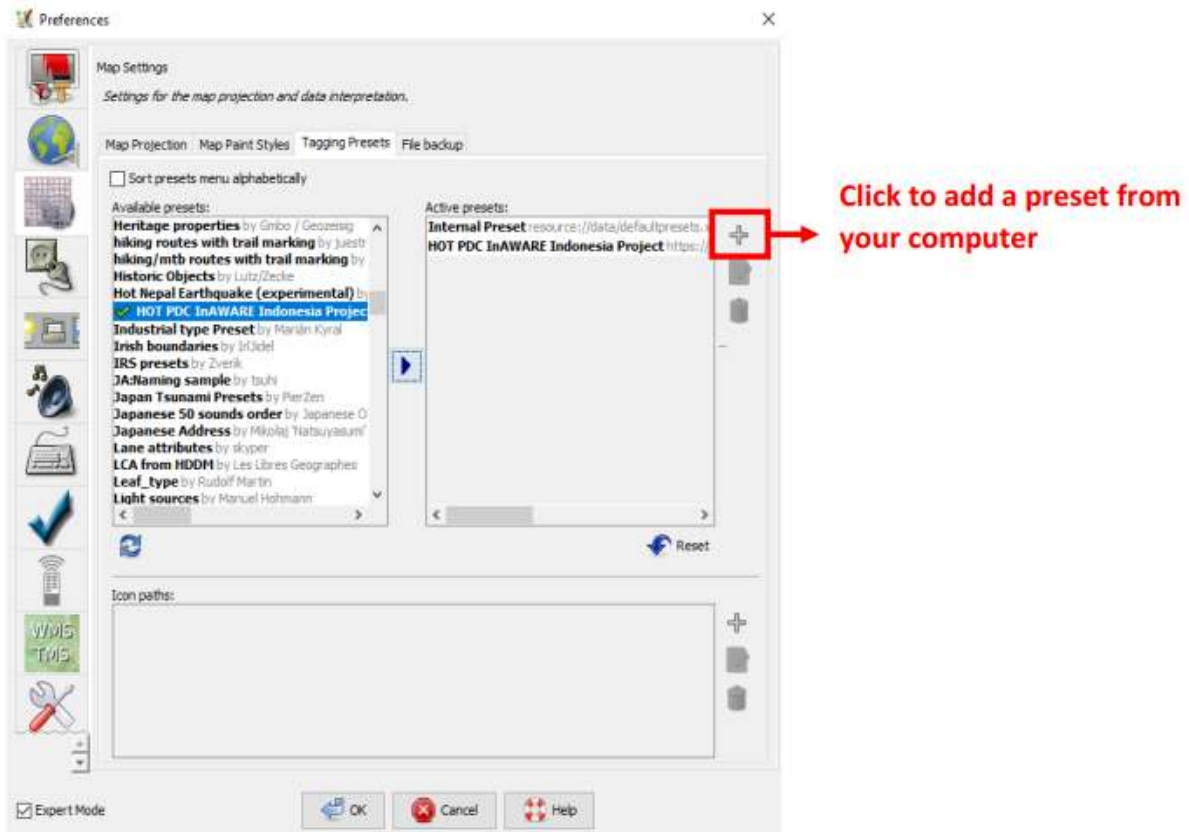 Preferences
Map Settings
Settings for the map projection and data interpretation.
Map Projection Map Paint Styles Tagging Presets File backup
Sort presets menu alphabetically
Available presets:
Heritage properties by Gmbo / Geozeisig
hiking routes with trail marking by juestr
hiking/mtb routes with trail marking by
Historic Objects by Lutz/Zecke
Hot Nepal Earthquake (experimental) by
HOT PDC InAWARE Indonesia Projec
Industrial type Preset by Marián Kyral
Irish boundaries by IrlJidel
IRS presets by Zverik
JA:Naming sample by tsuhi
Japan Tsunami Presets by PierZen
Japanese 50 sounds order by Japanese O
Japanese Address by Mikolaj 'Natsuyasumi'
Lane attributes by skyper
LCA from HDDM by Les Libres Geographes
Leaf_type by Rudolf Martin
Light sources by Manuel Hohmann
Active presets:
Internal Preset resource://data/defaultpresets.x
HOT PDC InAWARE Indonesia Project https://
Click to add a preset from
your computer
Reset
Icon paths:
WMS
TMS
Expert Mode
OK
Cancel
Help